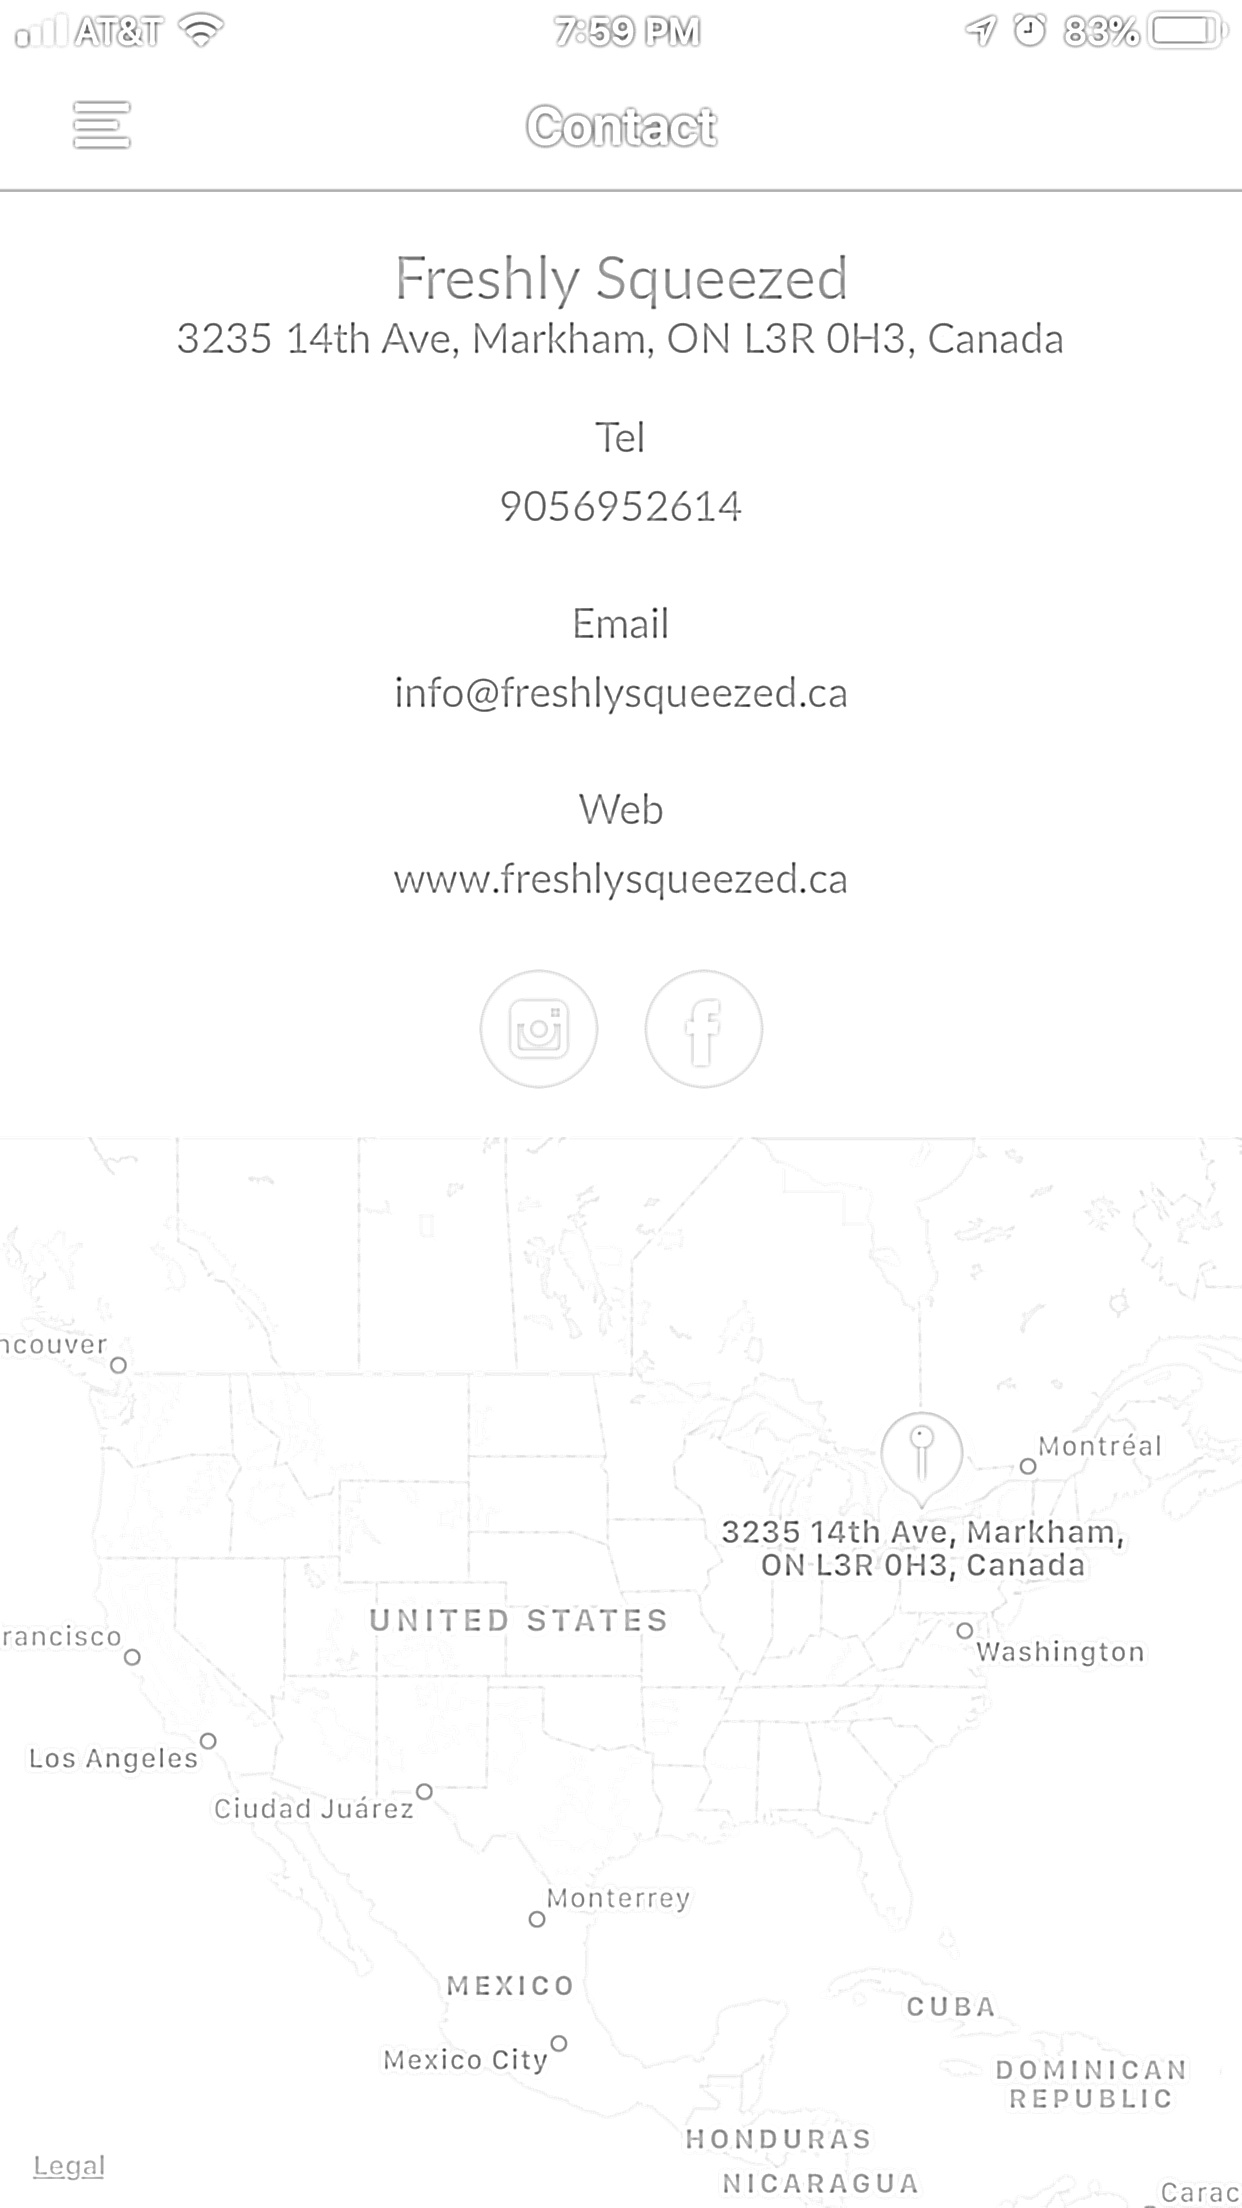 AT&T 7:59 PM 83%
Contact
Freshly Squeezed
3235 14th Ave, Markham, ON L3R 0H3, Canada
Tel
9056952614
Email
info@freshlysqueezed.ca
Web
www.freshlysqueezed.ca
ncouver
Montréal
3235 14th Ave, Markham,
ON L3R 0H3, Canada
UNITED STATES
rancisco
Washington
Los Angeles
Ciudad Juárez
Monterrey
MEXICO
CUBA
Mexico City
DOMINICAN
REPUBLIC
HONDURAS
Legal
NICARAGUA
Carac